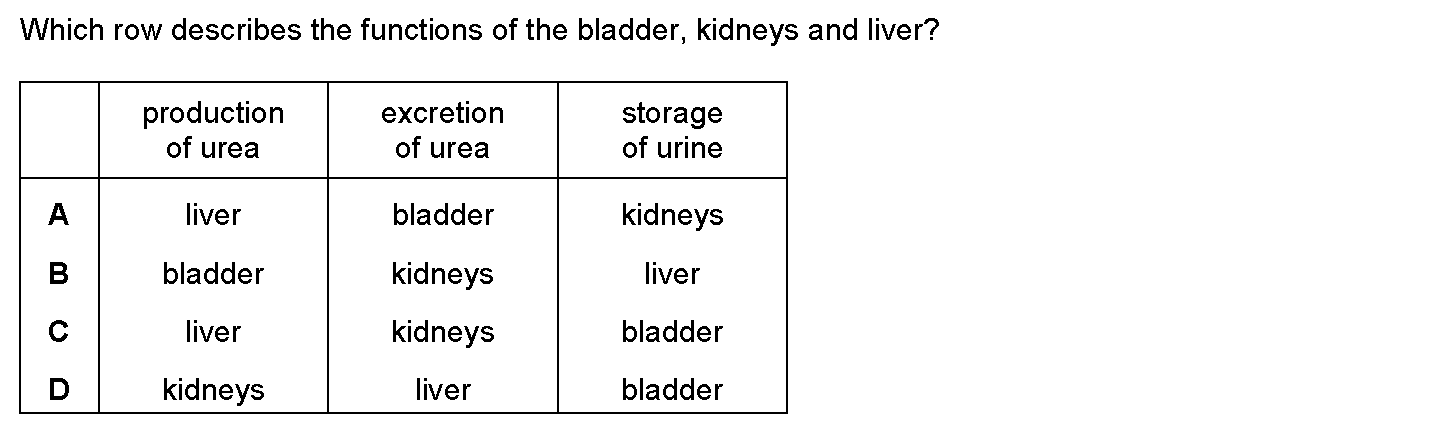 Which row describes the functions of the bladder, kidneys and liver?
production of urea excretion of urea storage of urine
A liver bladder kidneys
B bladder kidneys liver
C liver kidneys bladder
D kidneys liver bladder